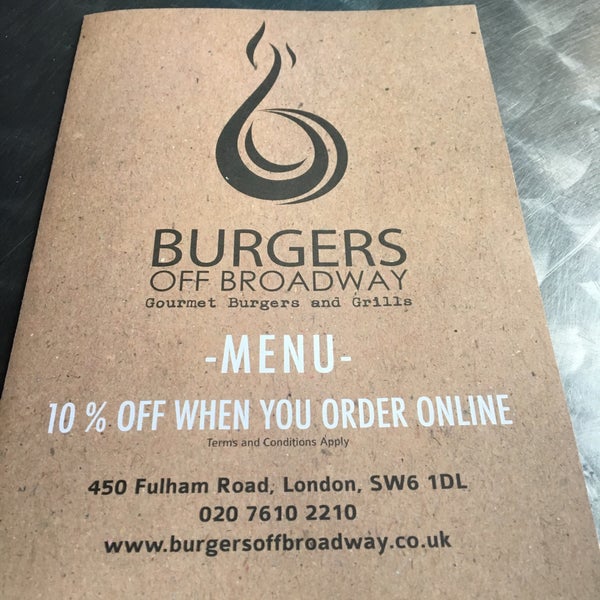 BURGERS
OFF BROADWAY
Gourmet Burgers and Grills
-MENU-
10 % OFF WHEN YOU ORDER ONLINE
Terms and Conditions Apply
450 Fulham Road, London, SW6 1DL
020 7610 2210
www.burgersoffbroadway.co.uk